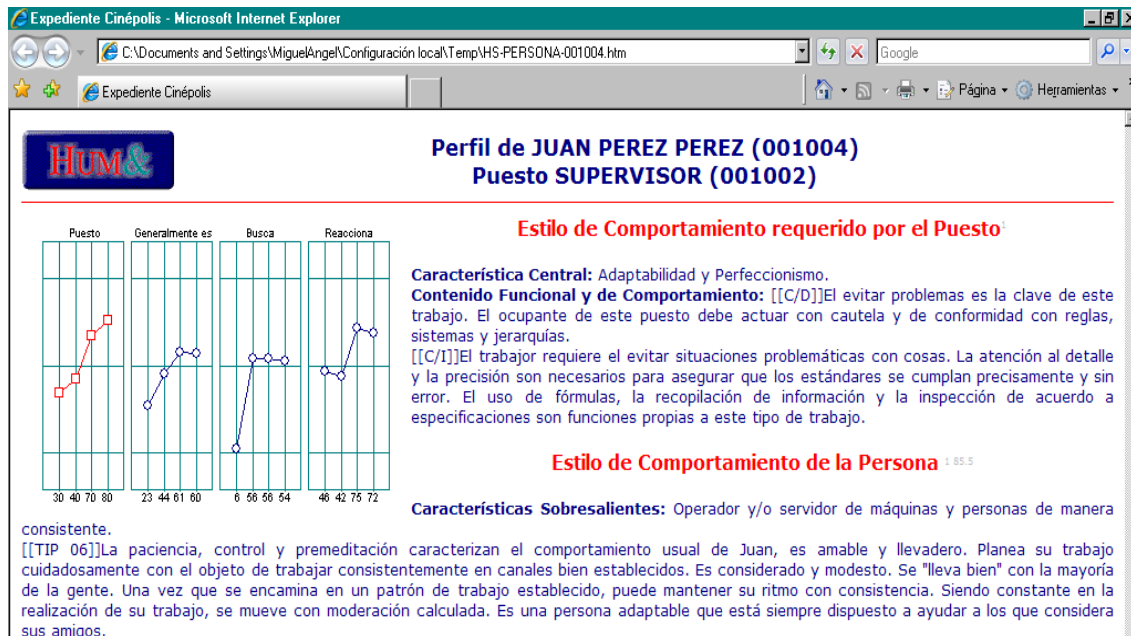 Expediente Cinépolis - Microsoft Internet Explorer
C:\Documents and Settings\MiguelAngel\Configuración local\Temp\HS-PERSONA-001004.htm
Google
Expediente Cinépolis
Página
Herramientas
HUM&
Perfil de JUAN PEREZ PEREZ (001004)
Puesto SUPERVISOR (001002)
Puesto
Generalmente es
Busca
Reacciona
30 40 70 80
23 44 61 60
6 56 56 54
46 42 75 72
Estilo de Comportamiento requerido por el Puesto 1
Característica Central: Adaptabilidad y Perfeccionismo.
Contenido Funcional y de Comportamiento: [[C/D]]El evitar problemas es la clave de este
trabajo. El ocupante de este puesto debe actuar con cautela y de conformidad con reglas,
sistemas y jerarquías.
[[C/I]]El trabajor requiere el evitar situaciones problemáticas con cosas. La atención al detalle
y la precisión son necesarios para asegurar que los estándares se cumplan precisamente y sin
error. El uso de fórmulas, la recopilación de información y la inspección de acuerdo a
especificaciones son funciones propias a este tipo de trabajo.
Estilo de Comportamiento de la Persona 1 85.5
Características Sobresalientes: Operador y/o servidor de máquinas y personas de manera
consistente.
[[TIP 06]]La paciencia, control y premeditación caracterizan el comportamiento usual de Juan, es amable y llevadero. Planea su trabajo
cuidadosamente con el objeto de trabajar consistentemente en canales bien establecidos. Es considerado y modesto. Se "lleva bien" con la mayoría
de la gente. Una vez que se encamina en un patrón de trabajo establecido, puede mantener su ritmo con consistencia. Siendo constante en la
realización de su trabajo, se mueve con moderación calculada. Es una persona adaptable que está siempre dispuesto a ayudar a los que considera
sus amigos.